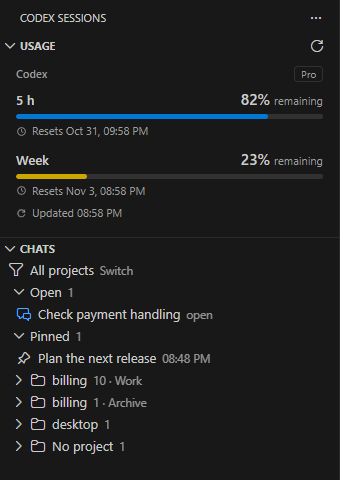 CODEX SESSIONS
USAGE
Codex Pro
5 h 82% remaining
Resets Oct 31, 09:58 PM
Week 23% remaining
Resets Nov 3, 08:58 PM
Updated 08:58 PM
CHATS
All projects Switch
Open 1
Check payment handling open
Pinned 1
Plan the next release 08:48 PM
billing 10 · Work
billing 1 · Archive
desktop 1
No project 1